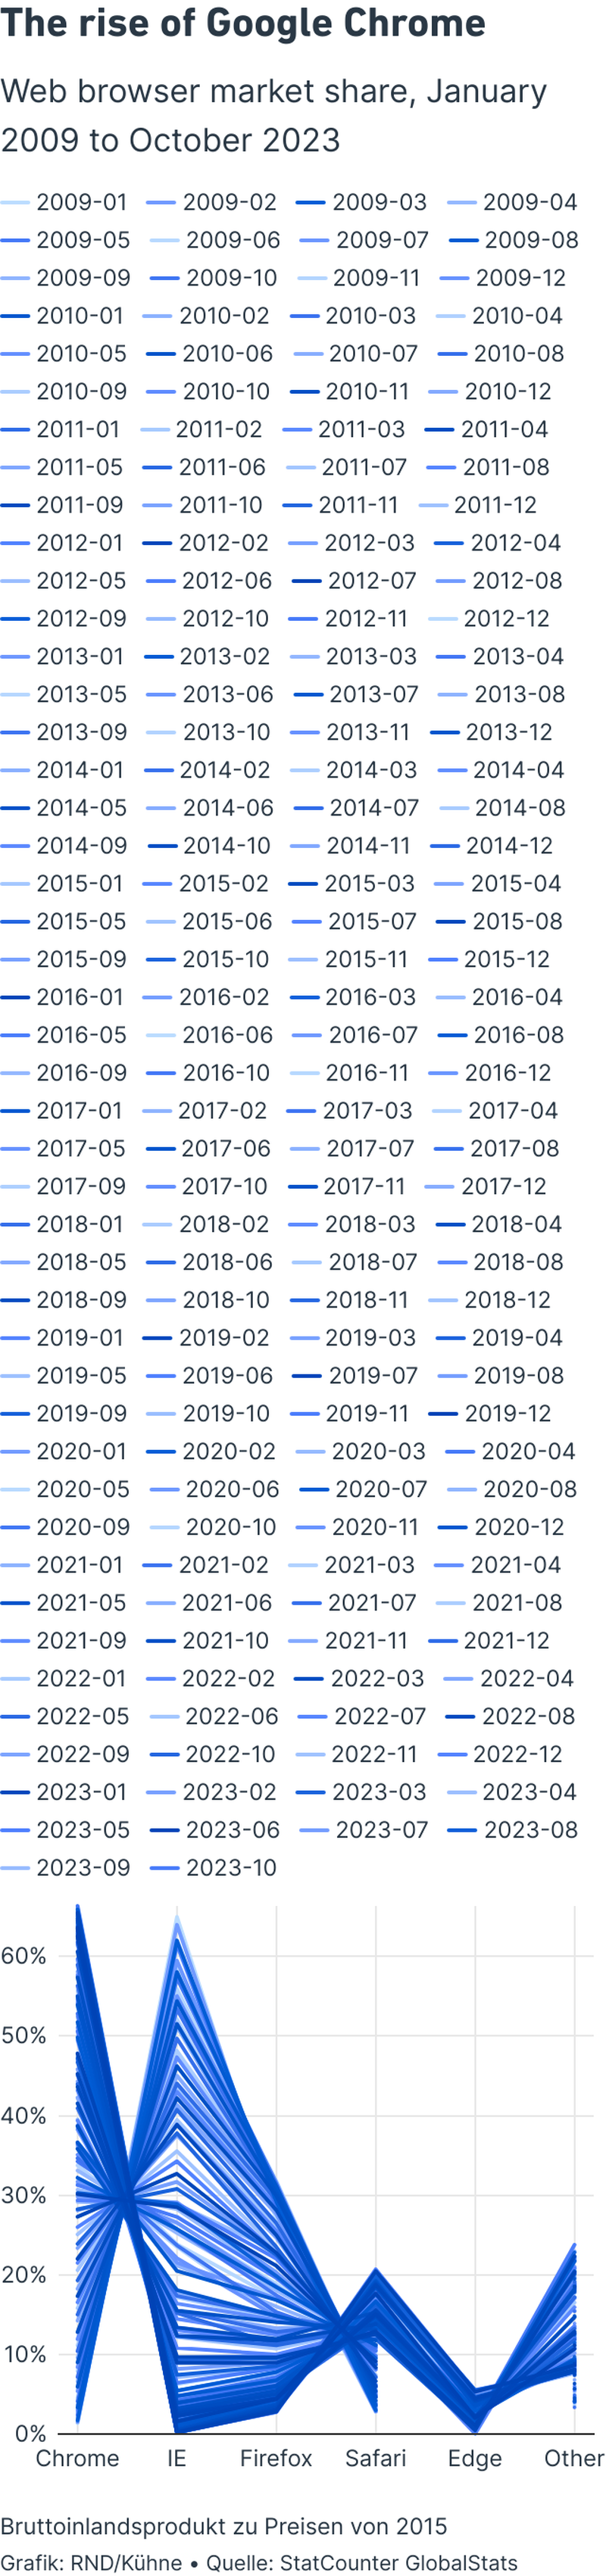 The rise of Google Chrome
Web browser market share, January
2009 to October 2023
2009-01 2009-02 2009-03 2009-04
2009-05 2009-06 2009-07 2009-08
2009-09 2009-10 2009-11 2009-12
2010-01 2010-02 2010-03 2010-04
2010-05 2010-06 2010-07 2010-08
2010-09 2010-10 2010-11 2010-12
2011-01 2011-02 2011-03 2011-04
2011-05 2011-06 2011-07 2011-08
2011-09 2011-10 2011-11 2011-12
2012-01 2012-02 2012-03 2012-04
2012-05 2012-06 2012-07 2012-08
2012-09 2012-10 2012-11 2012-12
2013-01 2013-02 2013-03 2013-04
2013-05 2013-06 2013-07 2013-08
2013-09 2013-10 2013-11 2013-12
2014-01 2014-02 2014-03 2014-04
2014-05 2014-06 2014-07 2014-08
2014-09 2014-10 2014-11 2014-12
2015-01 2015-02 2015-03 2015-04
2015-05 2015-06 2015-07 2015-08
2015-09 2015-10 2015-11 2015-12
2016-01 2016-02 2016-03 2016-04
2016-05 2016-06 2016-07 2016-08
2016-09 2016-10 2016-11 2016-12
2017-01 2017-02 2017-03 2017-04
2017-05 2017-06 2017-07 2017-08
2017-09 2017-10 2017-11 2017-12
2018-01 2018-02 2018-03 2018-04
2018-05 2018-06 2018-07 2018-08
2018-09 2018-10 2018-11 2018-12
2019-01 2019-02 2019-03 2019-04
2019-05 2019-06 2019-07 2019-08
2019-09 2019-10 2019-11 2019-12
2020-01 2020-02 2020-03 2020-04
2020-05 2020-06 2020-07 2020-08
2020-09 2020-10 2020-11 2020-12
2021-01 2021-02 2021-03 2021-04
2021-05 2021-06 2021-07 2021-08
2021-09 2021-10 2021-11 2021-12
2022-01 2022-02 2022-03 2022-04
2022-05 2022-06 2022-07 2022-08
2022-09 2022-10 2022-11 2022-12
2023-01 2023-02 2023-03 2023-04
2023-05 2023-06 2023-07 2023-08
2023-09 2023-10
60%
50%
40%
30%
20%
10%
0%
Chrome IE Firefox Safari Edge Other
Bruttoinlandsprodukt zu Preisen von 2015
Grafik: RND/Kühne • Quelle: StatCounter GlobalStats